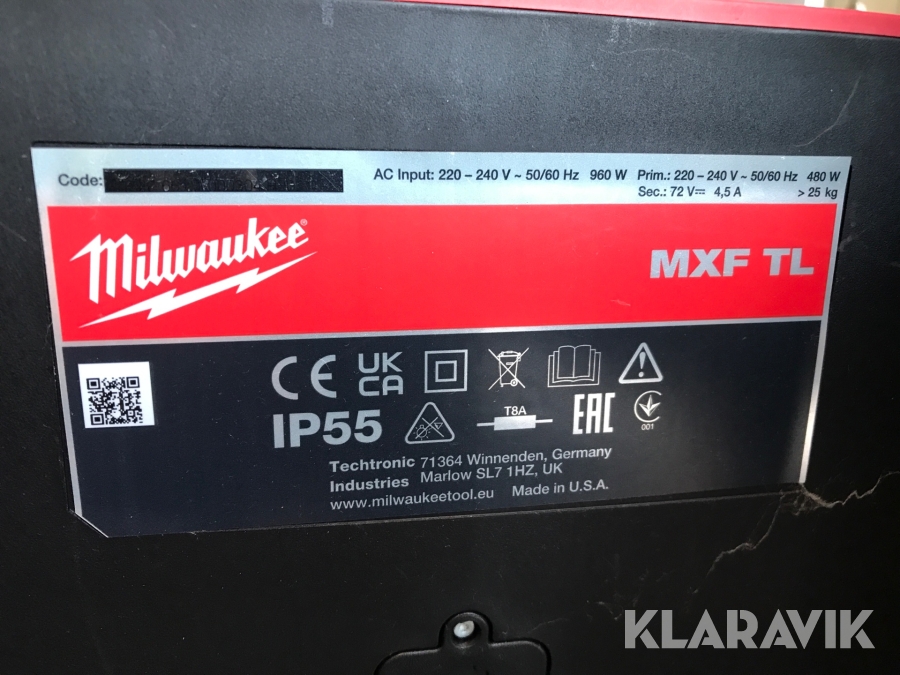 Code:
AC Input: 220 – 240 V ~ 50/60 Hz 960 W
Prim.: 220 – 240 V ~ 50/60 Hz 480 W
Sec.: 72 V⎓ 4,5 A > 25 kg
Milwaukee®
MXF TL
CE UK CA
IP55
T8A
EAC
001
Techtronic Industries
71364 Winnenden, Germany
Marlow SL7 1HZ, UK
www.milwaukeetool.eu Made in U.S.A.
KLARAVIK